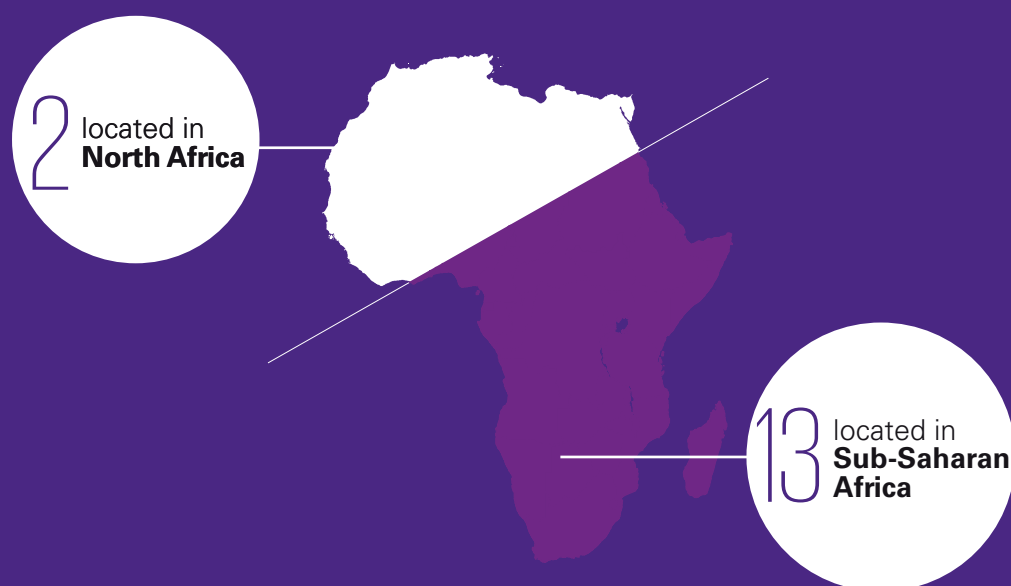 2
located in
North Africa
13
located in
Sub-Saharan
Africa